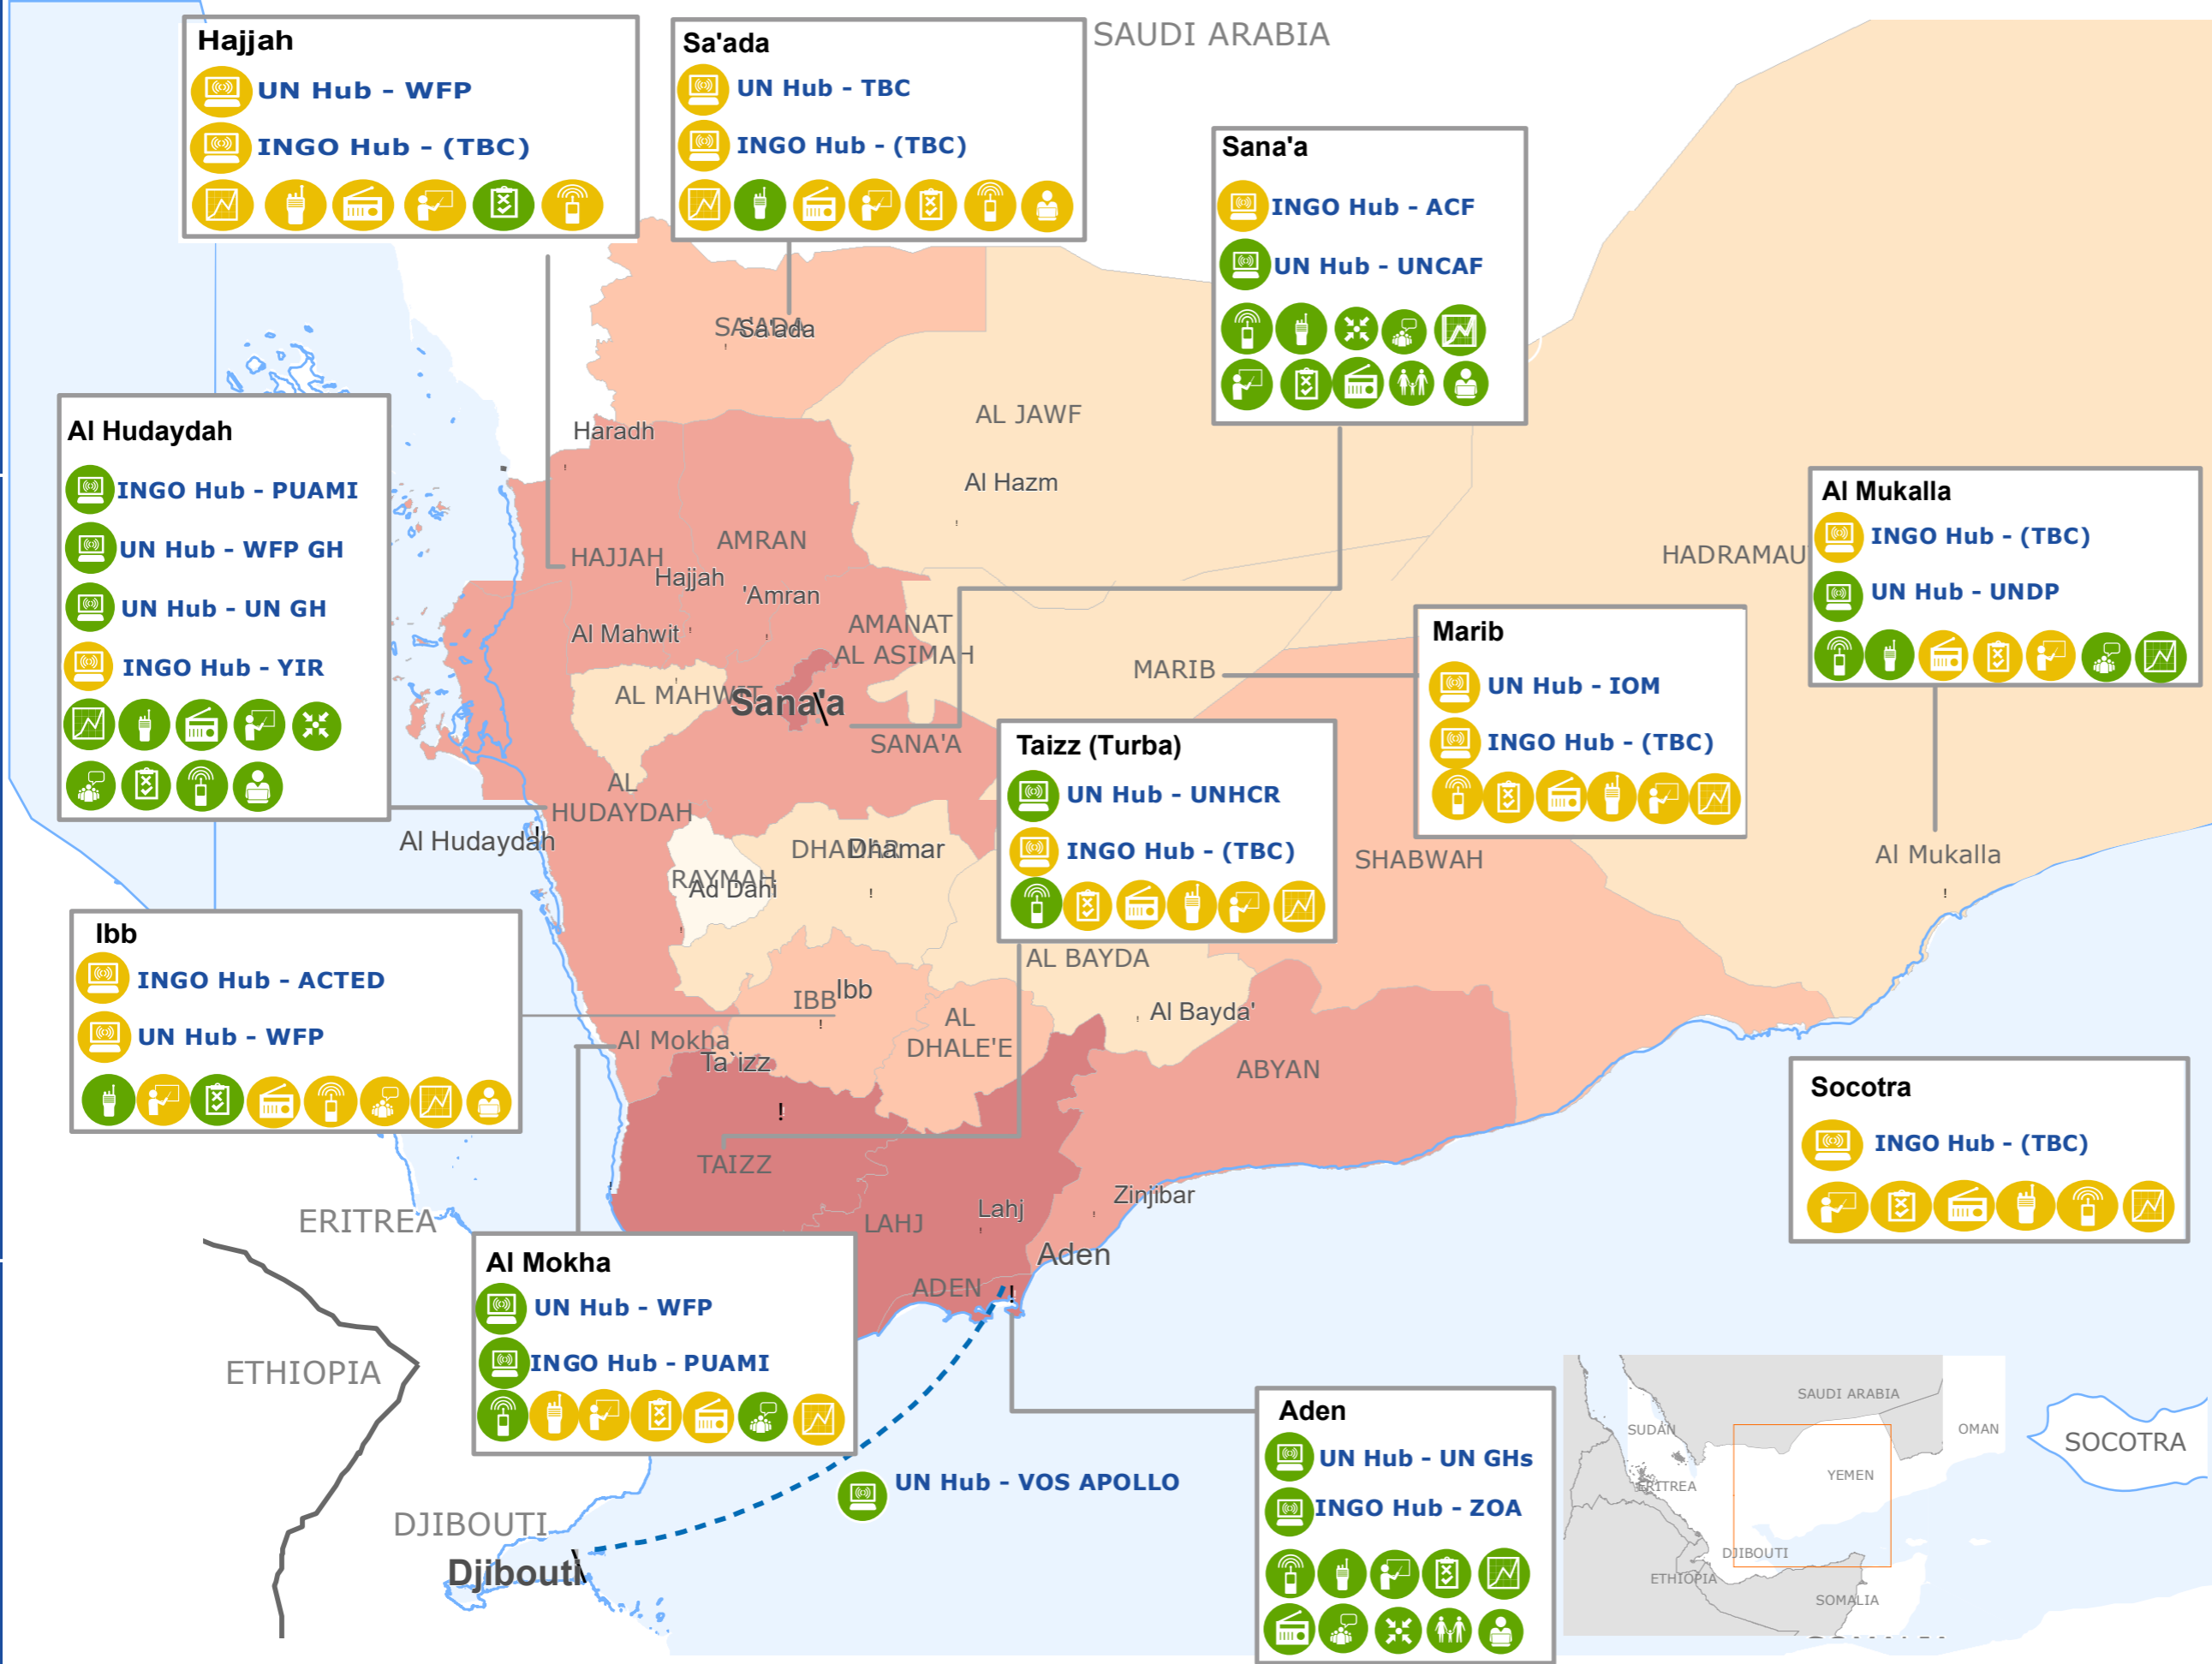 Hajjah
UN Hub - WFP
INGO Hub - (TBC)
Sa'ada
UN Hub - TBC
INGO Hub - (TBC)
SAUDI ARABIA
Sana'a
INGO Hub - ACF
UN Hub - UNCAF
SA'ADA
Sa'ada
Al Hudaydah
INGO Hub - PUAMI
UN Hub - WFP GH
UN Hub - UN GH
INGO Hub - YIR
Haradh
AL JAWF
Al Hazm
HAJJAH
Hajjah
AMRAN
'Amran
Al Mahwit
AMANAT
AL ASIMAH
AL MAHWIT
Sana'a
SANA'A
MARIB
HADRAMAU
Al Mukalla
INGO Hub - (TBC)
UN Hub - UNDP
Marib
UN Hub - IOM
INGO Hub - (TBC)
Taizz (Turba)
UN Hub - UNHCR
INGO Hub - (TBC)
AL
HUDAYDAH
Al Hudaydah
DHAMAR
Dhamar
RAYMAH
Ad Dahi
SHABWAH
Al Mukalla
Ibb
INGO Hub - ACTED
UN Hub - WFP
IBB
Ibb
AL
DHALE'E
AL BAYDA
Al Bayda'
ABYAN
Al Mokha
Ta`izz
TAIZZ
LAHJ
Lahj
Zinjibar
ADEN
Aden
Socotra
INGO Hub - (TBC)
ERITREA
ETHIOPIA
Al Mokha
UN Hub - WFP
INGO Hub - PUAMI
UN Hub - VOS APOLLO
DJIBOUTI
Djibouti
Aden
UN Hub - UN GHs
INGO Hub - ZOA
SAUDI ARABIA
SUDAN
OMAN
YEMEN
ERITREA
DJIBOUTI
ETHIOPIA
SOMALIA
SOCOTRA